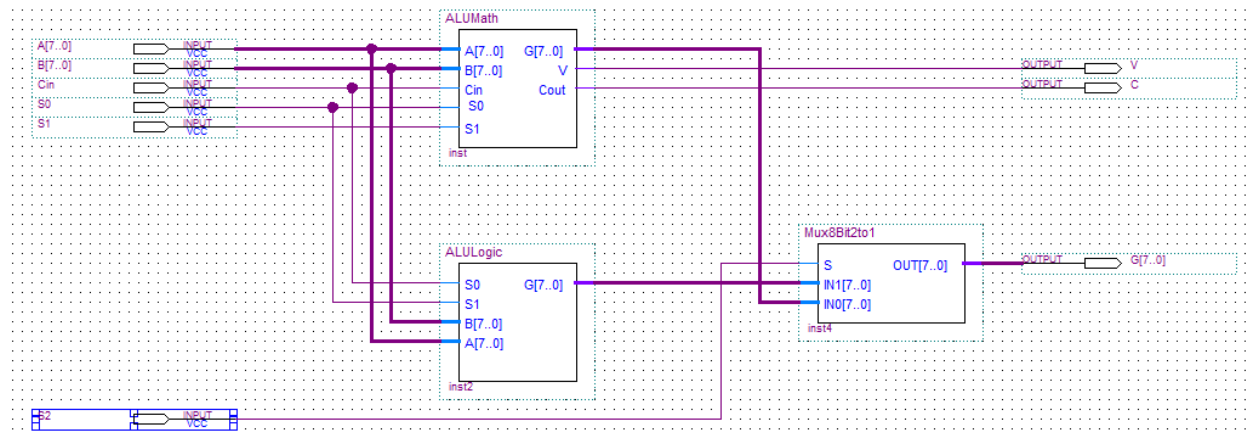 ALUMath
A[7..0] INPUT VCC A[7..0] G[7..0]
B[7..0] INPUT VCC B[7..0] V OUTPUT V
Cin INPUT VCC Cin Cout OUTPUT C
S0 INPUT VCC S0
S1 INPUT VCC S1
inst
Mux8Bit2to1
ALULogic
S OUT[7..0] OUTPUT G[7..0]
S0 G[7..0] IN1[7..0]
S1 IN0[7..0]
B[7..0] inst4
A[7..0]
inst2
S2 INPUT VCC